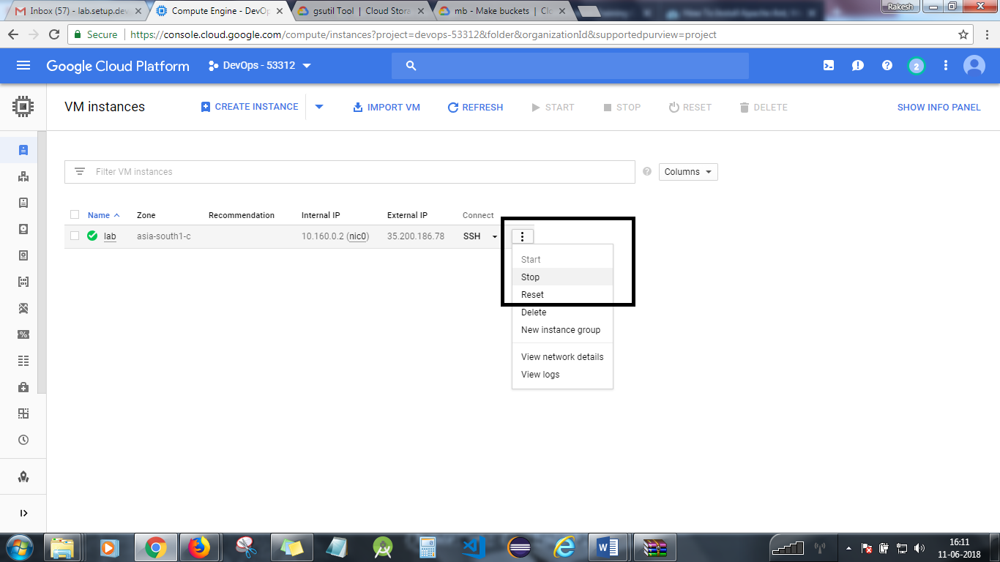 Inbox (57) - lab.setup.de
Compute Engine - DevOp
gsutil Tool | Cloud Stora
mb - Make buckets | Clo
Rakesh
Secure https://console.cloud.google.com/compute/instances?project=devops-53312&folder&organizationId&supportedpurview=project
Google Cloud Platform DevOps - 53312 2
VM instances CREATE INSTANCE IMPORT VM REFRESH START STOP RESET DELETE SHOW INFO PANEL
Filter VM instances Columns
Name Zone Recommendation Internal IP External IP Connect
lab asia-south1-c 10.160.0.2 (nic0) 35.200.186.78 SSH
Start
Stop
Reset
Delete
New instance group
View network details
View logs
16:11
11-06-2018